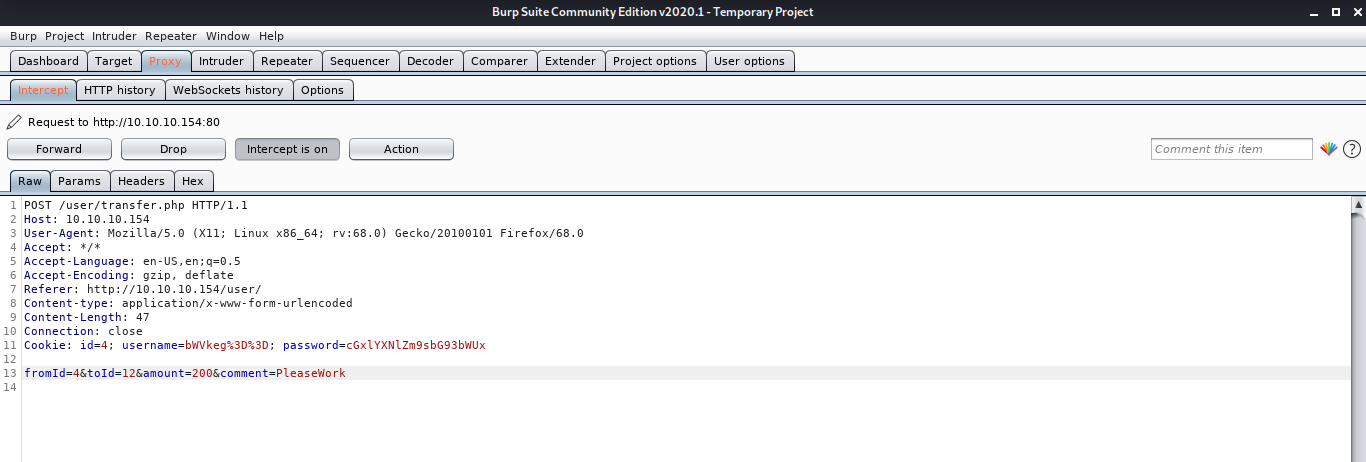 Burp Suite Community Edition v2020.1 - Temporary Project
Burp Project Intruder Repeater Window Help
Dashboard Target Proxy Intruder Repeater Sequencer Decoder Comparer Extender Project options User options
Intercept HTTP history WebSockets history Options
Request to http://10.10.10.154:80
Forward Drop Intercept is on Action Comment this item ?
Raw Params Headers Hex
1 POST /user/transfer.php HTTP/1.1
2 Host: 10.10.10.154
3 User-Agent: Mozilla/5.0 (X11; Linux x86_64; rv:68.0) Gecko/20100101 Firefox/68.0
4 Accept: */*
5 Accept-Language: en-US,en;q=0.5
6 Accept-Encoding: gzip, deflate
7 Referer: http://10.10.10.154/user/
8 Content-type: application/x-www-form-urlencoded
9 Content-Length: 47
10 Connection: close
11 Cookie: id=4; username=bWVkeg%3D%3D; password=cGxlYXNlZm9sbG93bWUx
12
13 fromId=4&toId=12&amount=200&comment=PleaseWork
14